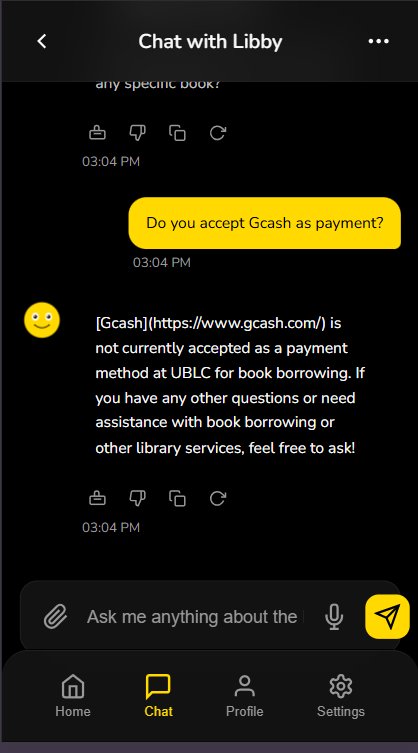 Chat with Libby
any specific book?
03:04 PM
Do you accept Gcash as payment?
03:04 PM
[Gcash](https://www.gcash.com/) is
not currently accepted as a payment
method at UBLC for book borrowing. If
you have any other questions or need
assistance with book borrowing or
other library services, feel free to ask!
03:04 PM
Ask me anything about the
Home
Chat
Profile
Settings